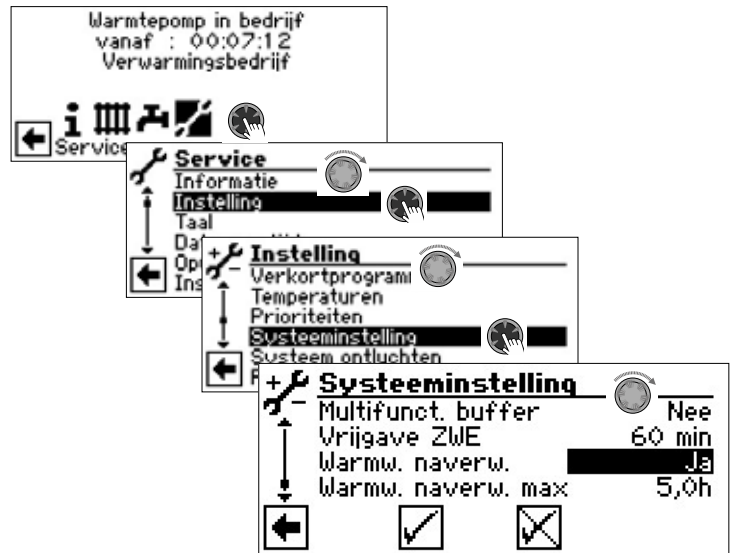 Warmtepomp in bedrijf
vanaf : 00:07:12
Verwarmingsbedrijf
Service
Service
Informatie
Instelling
Taal
Instelling
Temperaturen
Prioriteiten
Systeeminstelling
Systeem ontluchten
Systeeminstelling
Multifunct. buffer Nee
Vrijgave ZWE 60 min
Warmw. naverw. Ja
Warmw. naverw. max 5,0h